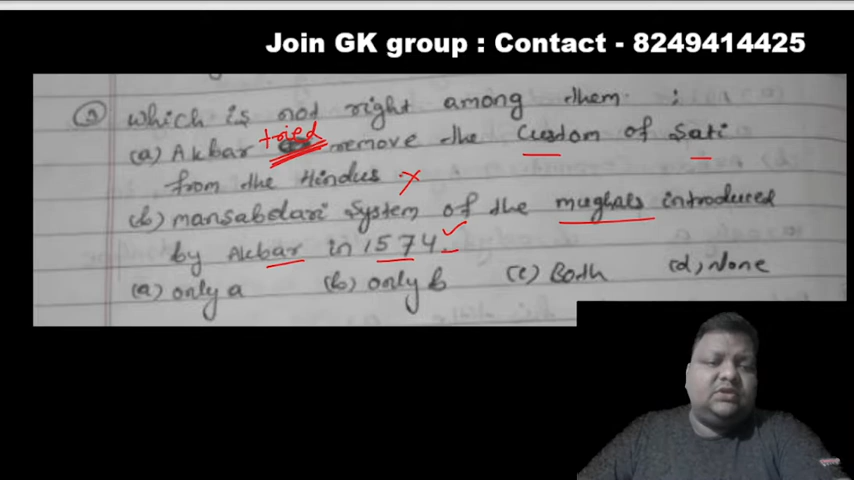 Join GK group : Contact - 8249414425
③ which is not right among them :
(a) Akbar tried remove the Custom of Sati
from the Hindus
(b) mansabdari System of the mughals introduced
by Akbar in 1574.
(a) only a (b) only b (c) Both (d) None